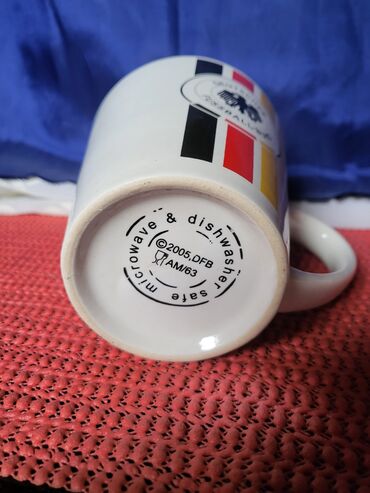 microwave & dishwasher safe
©2005,DFB
AM/63